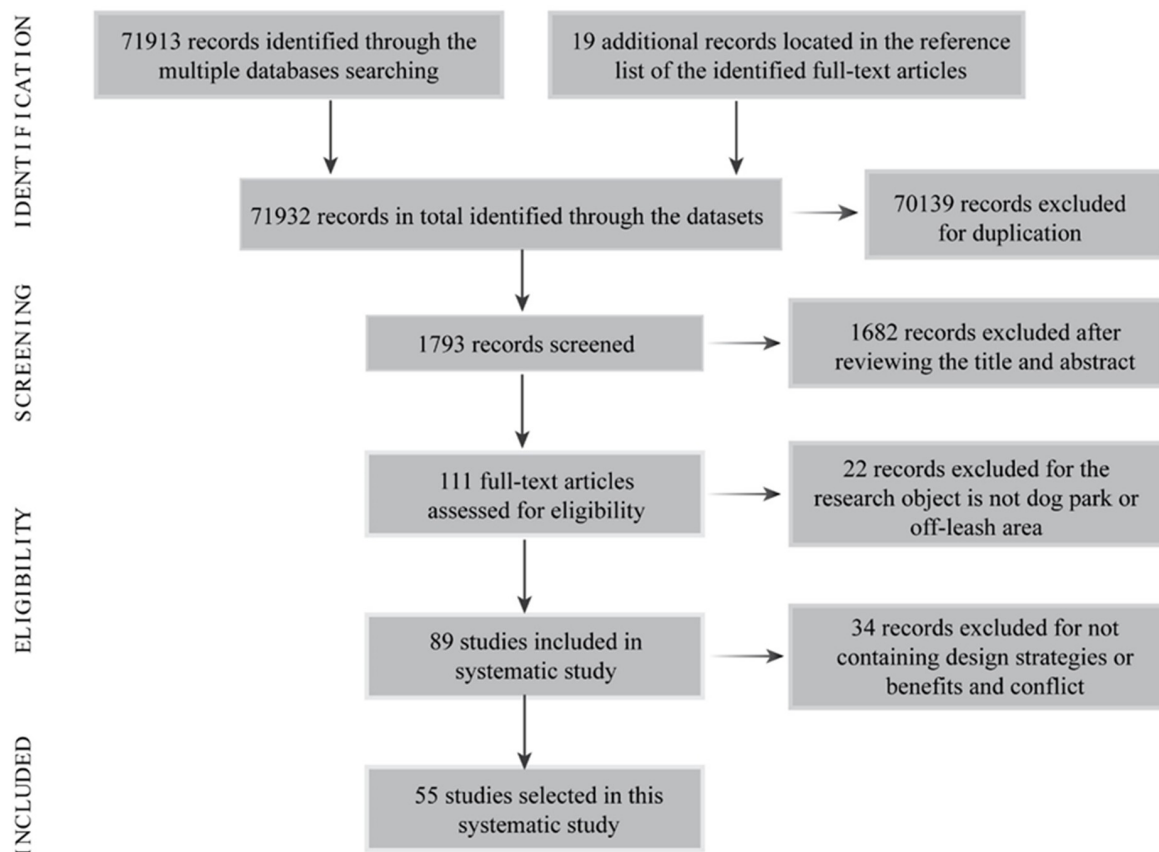 IDENTIFICATION
71913 records identified through the
multiple databases searching
19 additional records located in the reference
list of the identified full-text articles
71932 records in total identified through the datasets
70139 records excluded
for duplication
SCREENING
1793 records screened
1682 records excluded after
reviewing the title and abstract
ELIGIBILITY
111 full-text articles
assessed for eligibility
22 records excluded for the
research object is not dog park or
off-leash area
89 studies included in
systematic study
34 records excluded for not
containing design strategies or
benefits and conflict
INCLUDED
55 studies selected in this
systematic study